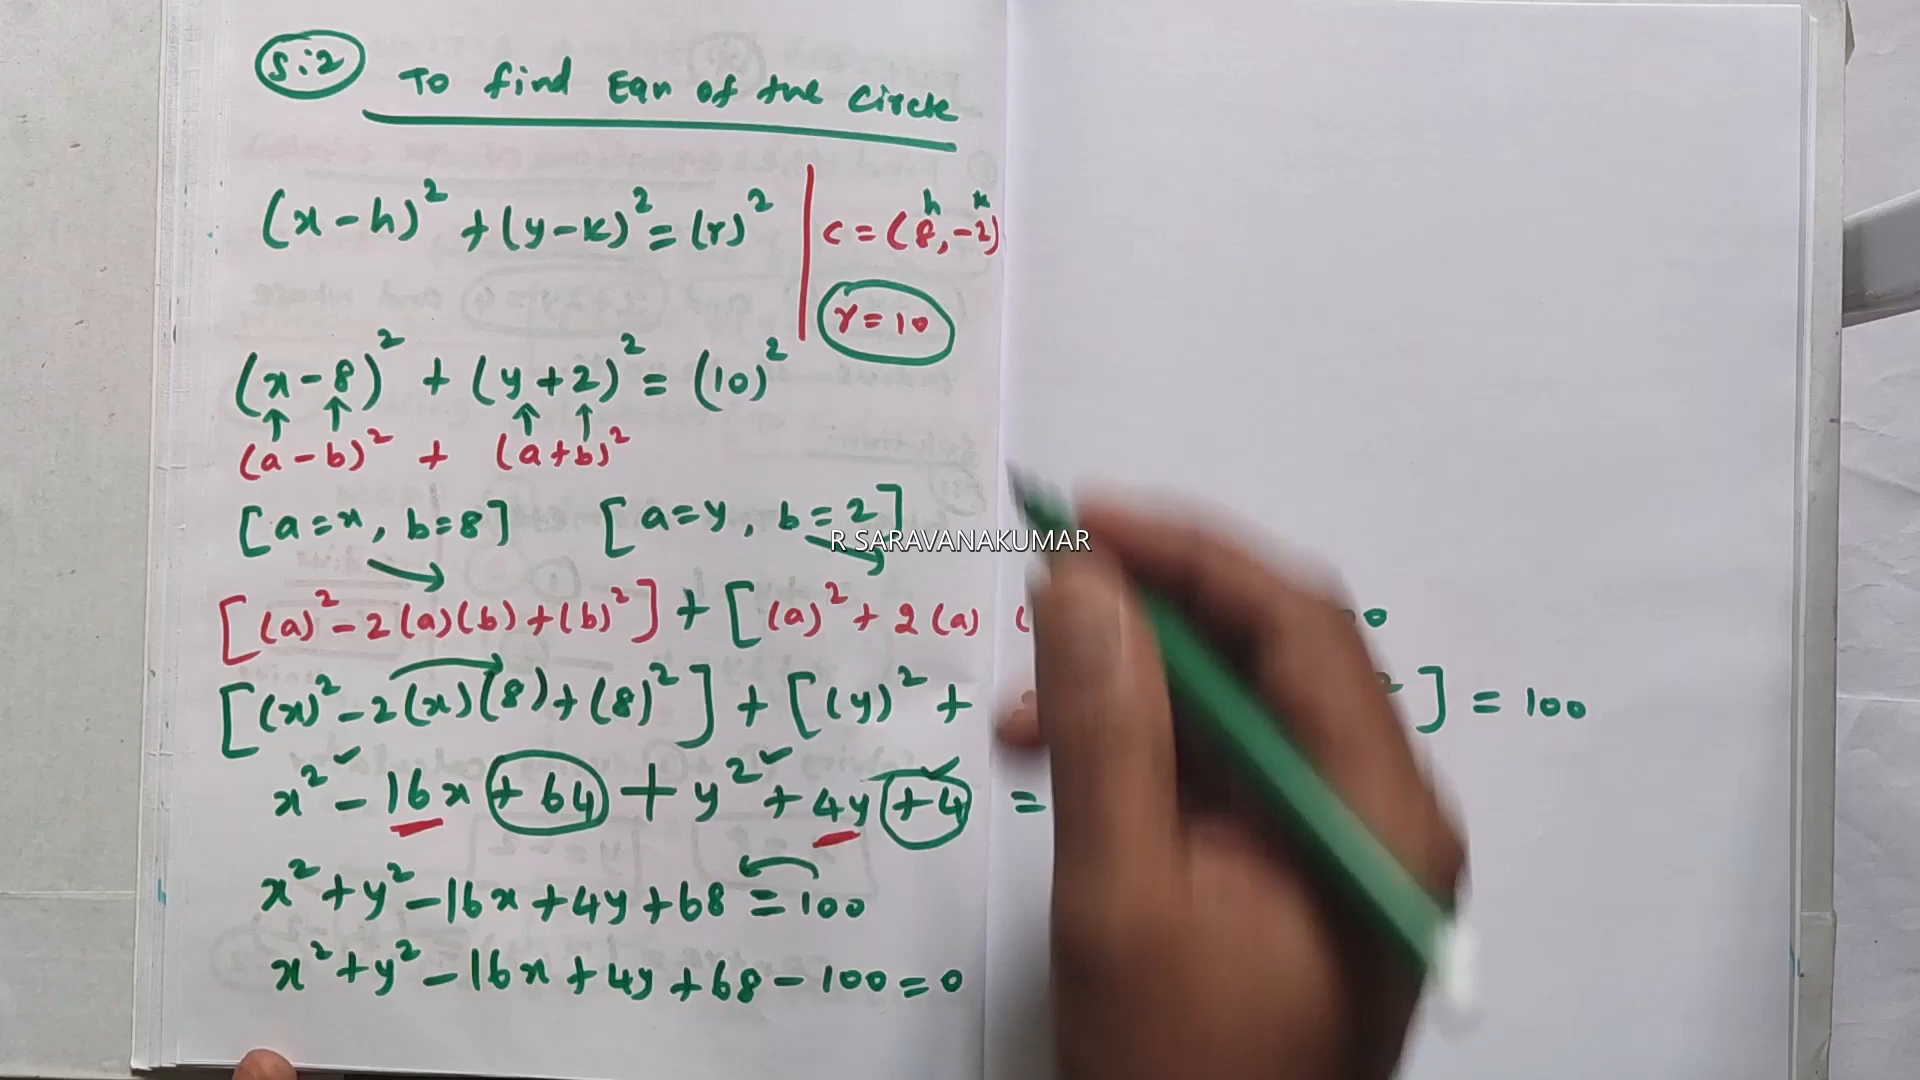 S:2 To find Eqn of the circle
(x-h)² + (y-k)² = (r)²
h k
c = (8, -2)
r = 10
(x-8)² + (y+2)² = (10)²
(a-b)² + (a+b)²
[a=x, b=8] [a=y, b=2]
R SARAVANAKUMAR
[(a)² - 2(a)(b) + (b)²] + [(a)² + 2(a) (
[(x)² - 2(x)(8) + (8)²] + [(y)² + ] = 100
x² - 16x + 64 + y² + 4y + 4 =
x² + y² - 16x + 4y + 68 = 100
x² + y² - 16x + 4y + 68 - 100 = 0